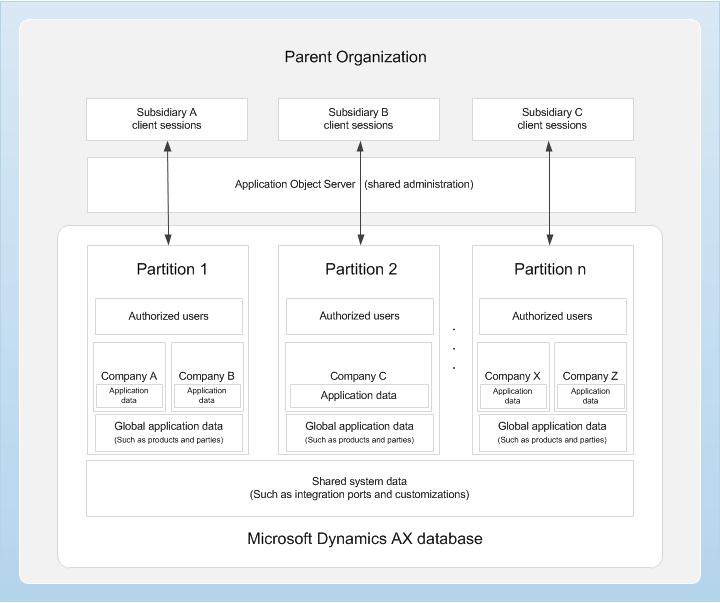 Parent Organization
Subsidiary A
client sessions
Subsidiary B
client sessions
Subsidiary C
client sessions
Application Object Server (shared administration)
Partition 1
Authorized users
Company A
Application
data
Company B
Application
data
Global application data
(Such as products and parties)
Partition 2
Authorized users
Company C
Application data
Global application data
(Such as products and parties)
.
.
.
Partition n
Authorized users
Company X
Application
data
Company Z
Application
data
Global application data
(Such as products and parties)
Shared system data
(Such as integration ports and customizations)
Microsoft Dynamics AX database